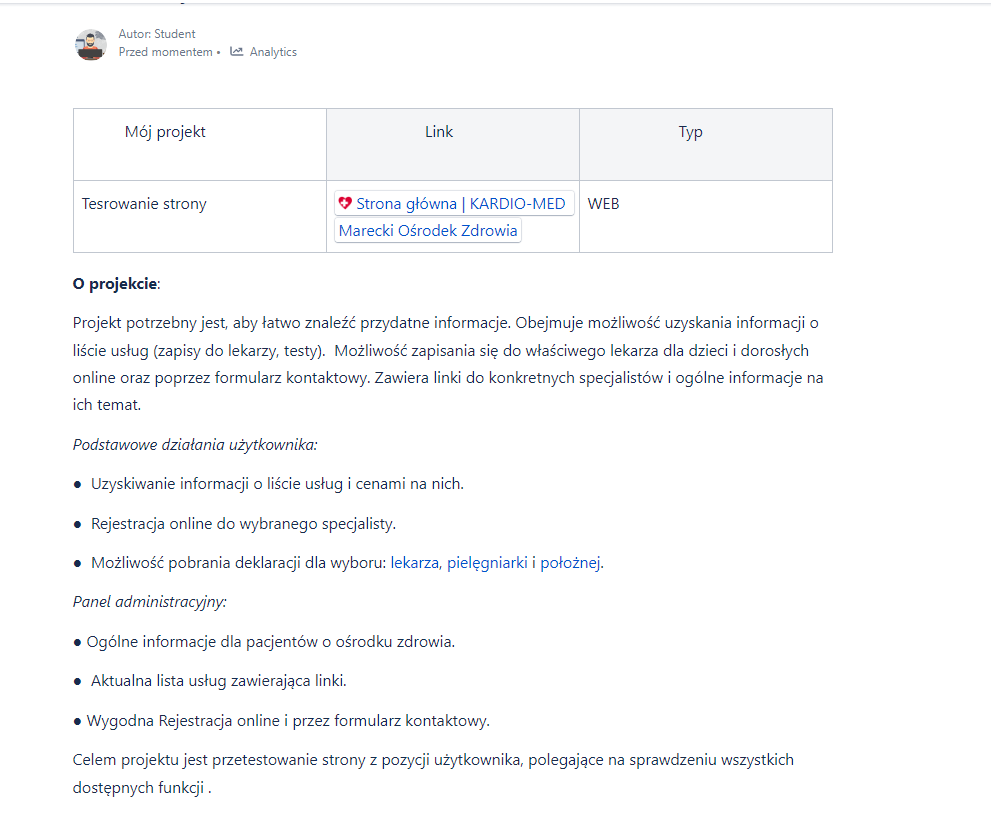 Autor: Student
Przed momentem • Analytics
Mój projekt
Link
Typ
Tesrowanie strony
Strona główna | KARDIO-MED
Marecki Ośrodek Zdrowia
WEB
O projekcie:
Projekt potrzebny jest, aby łatwo znaleźć przydatne informacje. Obejmuje możliwość uzyskania informacji o
liście usług (zapisy do lekarzy, testy).  Możliwość zapisania się do właściwego lekarza dla dzieci i dorosłych
online oraz poprzez formularz kontaktowy. Zawiera linki do konkretnych specjalistów i ogólne informacje na
ich temat.
Podstawowe działania użytkownika:
● Uzyskiwanie informacji o liście usług i cenami na nich.
● Rejestracja online do wybranego specjalisty.
● Możliwość pobrania deklaracji dla wyboru: lekarza, pielęgniarki i położnej.
Panel administracyjny:
● Ogólne informacje dla pacjentów o ośrodku zdrowia.
● Aktualna lista usług zawierająca linki.
● Wygodna Rejestracja online i przez formularz kontaktowy.
Celem projektu jest przetestowanie strony z pozycji użytkownika, polegające na sprawdzeniu wszystkich
dostępnych funkcji .